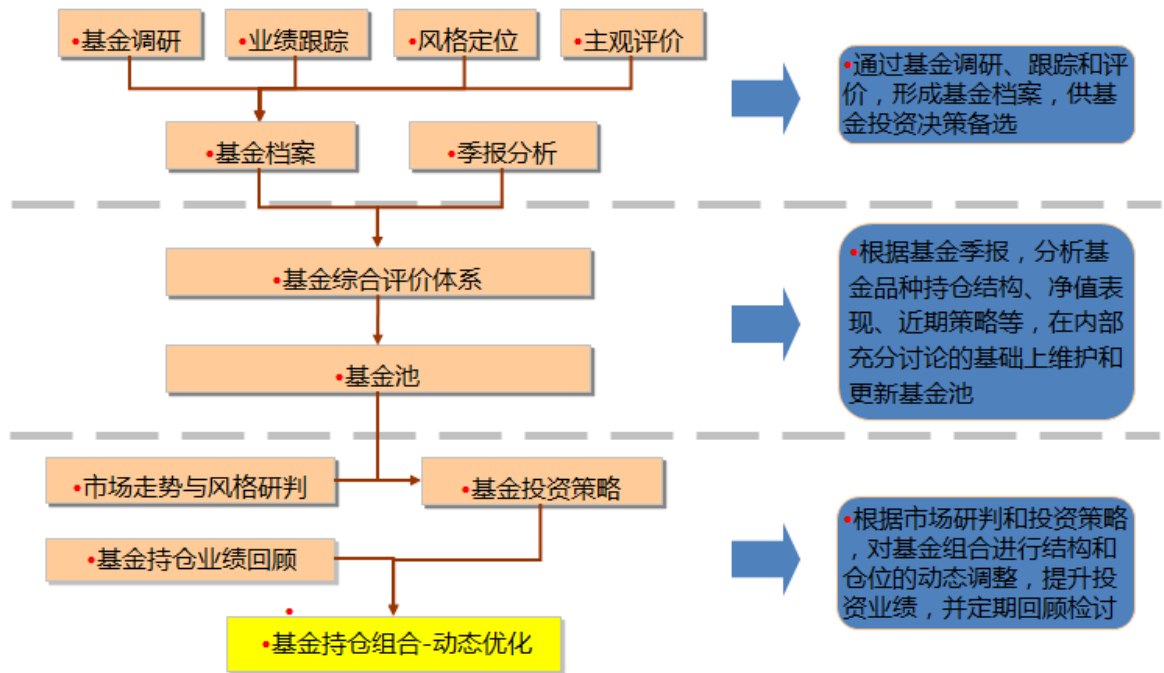 •基金调研
•业绩跟踪
•风格定位
•主观评价
•通过基金调研、跟踪和评
价，形成基金档案，供基
金投资决策备选
•基金档案
•季报分析
•基金综合评价体系
•基金池
•根据基金季报，分析基
金品种持仓结构、净值表
现、近期策略等，在内部
充分讨论的基础上维护和
更新基金池
•市场走势与风格研判
•基金投资策略
•基金持仓业绩回顾
•
•基金持仓组合-动态优化
•根据市场研判和投资策略
，对基金组合进行结构和
仓位的动态调整，提升投
资业绩，并定期回顾检讨